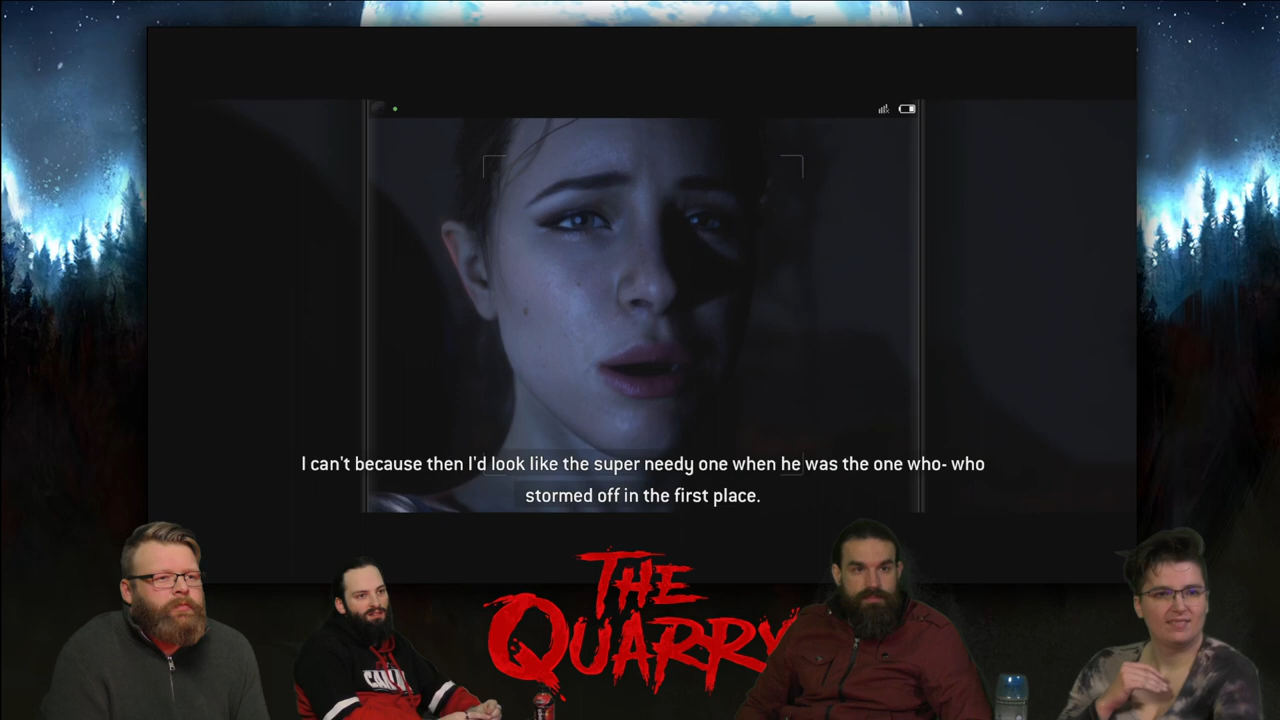 I can't because then I'd look like the super needy one when he was the one who- who
stormed off in the first place.
THE
QUARRY